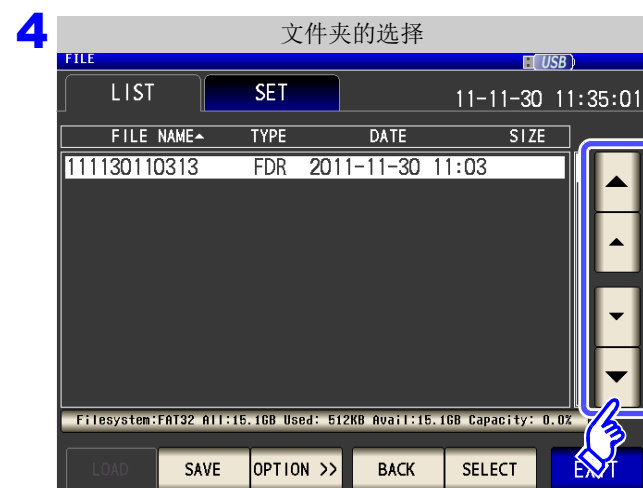 4
文件夹的选择
FILE
USB
LIST SET 11-11-30 11:35:01
FILE NAME TYPE DATE SIZE
111130110313 FDR 2011-11-30 11:03
Filesystem:FAT32 All:15.1GB Used: 512KB Avail:15.1GB Capacity: 0.0%
LOAD SAVE OPTION >> BACK SELECT EXIT